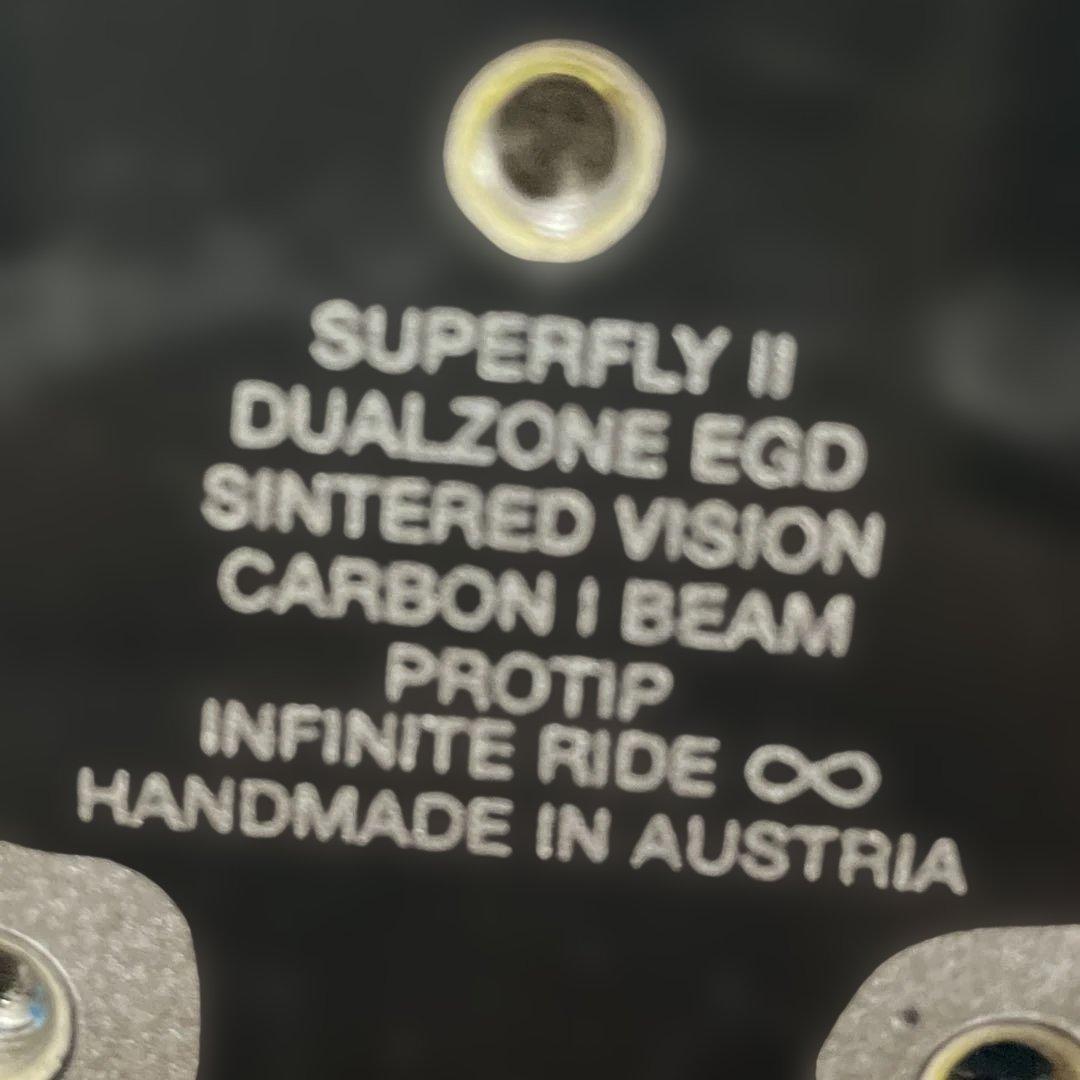 SUPERFLY II
DUALZONE EGD
SINTERED VISION
CARBON I BEAM
PROTIP
INFINITE RIDE ∞
HANDMADE IN AUSTRIA